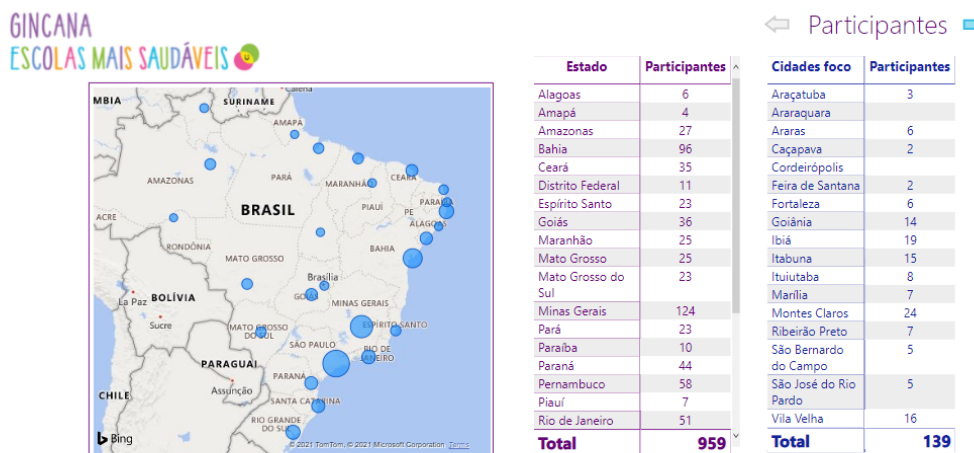 GINCANA
ESCOLAS MAIS SAUDÁVEIS
Participantes
MBIA
SURINAME
Caiena
AMAPÁ
AMAZONAS
PARÁ
MARANHÃO
CEARÁ
ACRE
BRASIL
PIAUÍ
PARAÍBA
PE
ALAGOAS
RONDÔNIA
MATO GROSSO
BAHIA
Brasília
La Paz
BOLÍVIA
GOIÁS
MINAS GERAIS
Sucre
MATO GROSSO
DO SUL
ESPÍRITO SANTO
SÃO PAULO
RIO DE
JANEIRO
PARAGUAI
PARANÁ
Assunção
CHILE
SANTA CATARINA
RIO GRANDE
DO SUL
Bing
© 2021 TomTom, © 2021 Microsoft Corporation Terms
Estado Participantes
Alagoas 6
Amapá 4
Amazonas 27
Bahia 96
Ceará 35
Distrito Federal 11
Espírito Santo 23
Goiás 36
Maranhão 25
Mato Grosso 25
Mato Grosso do 23
Sul
Minas Gerais 124
Pará 23
Paraíba 10
Paraná 44
Pernambuco 58
Piauí 7
Rio de Janeiro 51
Total 959
Cidades foco Participantes
Araçatuba 3
Araraquara
Araras 6
Caçapava 2
Cordeirópolis
Feira de Santana 2
Fortaleza 6
Goiânia 14
Ibiá 19
Itabuna 15
Ituiutaba 8
Marília 7
Montes Claros 24
Ribeirão Preto 7
São Bernardo 5
do Campo
São José do Rio 5
Pardo
Vila Velha 16
Total 139